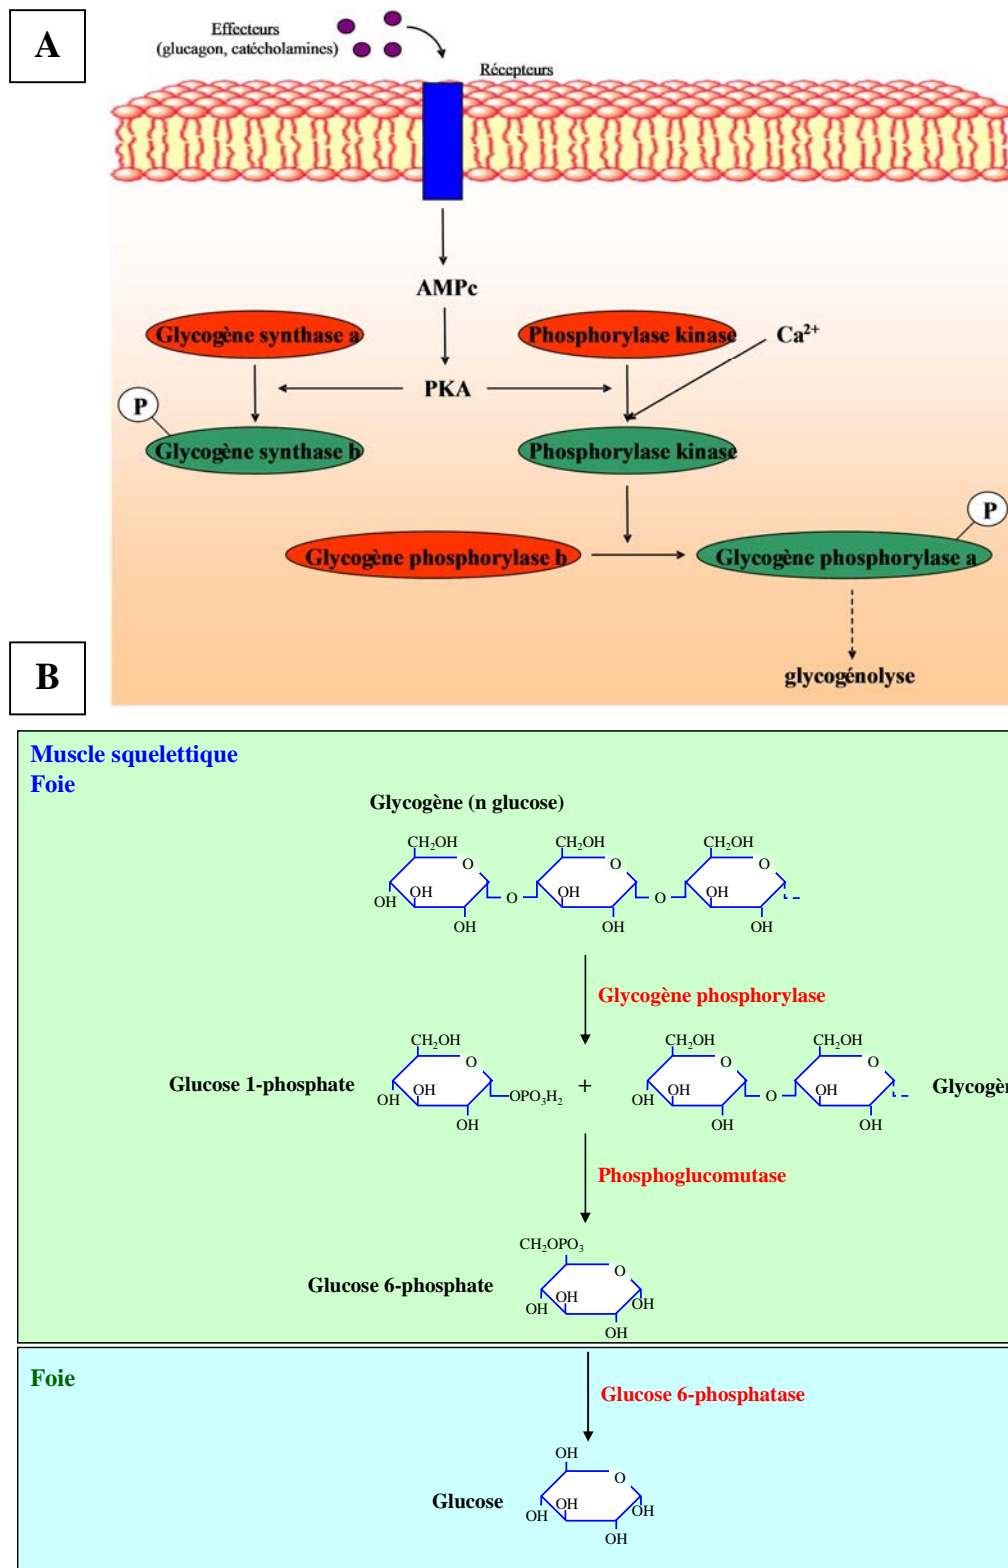 A
Effecteurs
(glucagon, catécholamines)
Récepteurs
AMPc
Glycogène synthase a
Phosphorylase kinase
Ca²⁺
PKA
P
Glycogène synthase b
Phosphorylase kinase
P
Glycogène phosphorylase b
Glycogène phosphorylase a
glycogénolyse
B
Muscle squelettique
Foie
Glycogène (n glucose)
CH₂OH
CH₂OH
CH₂OH
O
O
O
OH
OH
O
OH
O
OH
OH
OH
OH
Glycogène phosphorylase
CH₂OH
CH₂OH
CH₂OH
O
O
O
Glucose 1-phosphate
OH
OH
OPO₃H₂
+
OH
OH
O
OH
OH
OH
OH
Phosphoglucomutase
CH₂OPO₃
O
Glucose 6-phosphate
OH
OH
OH
OH
Foie
Glucose 6-phosphatase
OH
O
Glucose
OH
OH
OH
OH